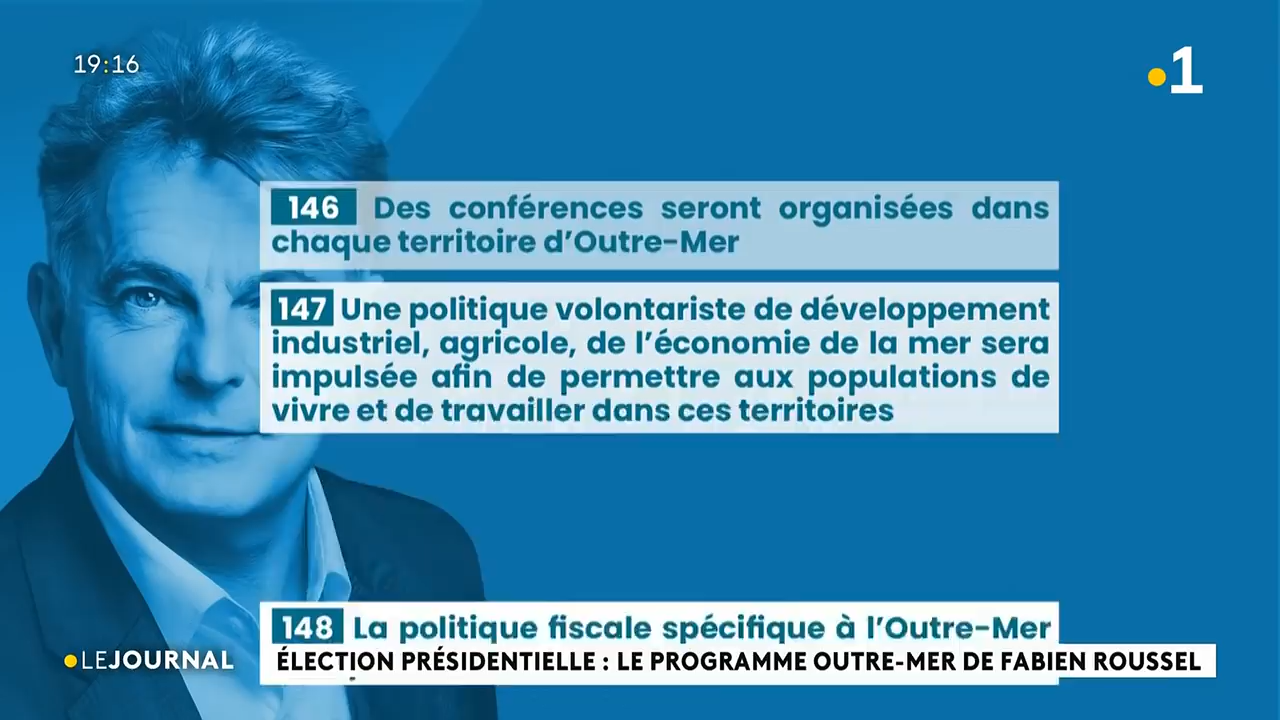 19:16
1
146 Des conférences seront organisées dans
chaque territoire d'Outre-Mer
147 Une politique volontariste de développement
industriel, agricole, de l'économie de la mer sera
impulsée afin de permettre aux populations de
vivre et de travailler dans ces territoires
148 La politique fiscale spécifique à l'Outre-Mer
LEJOURNAL
ÉLECTION PRÉSIDENTIELLE : LE PROGRAMME OUTRE-MER DE FABIEN ROUSSEL